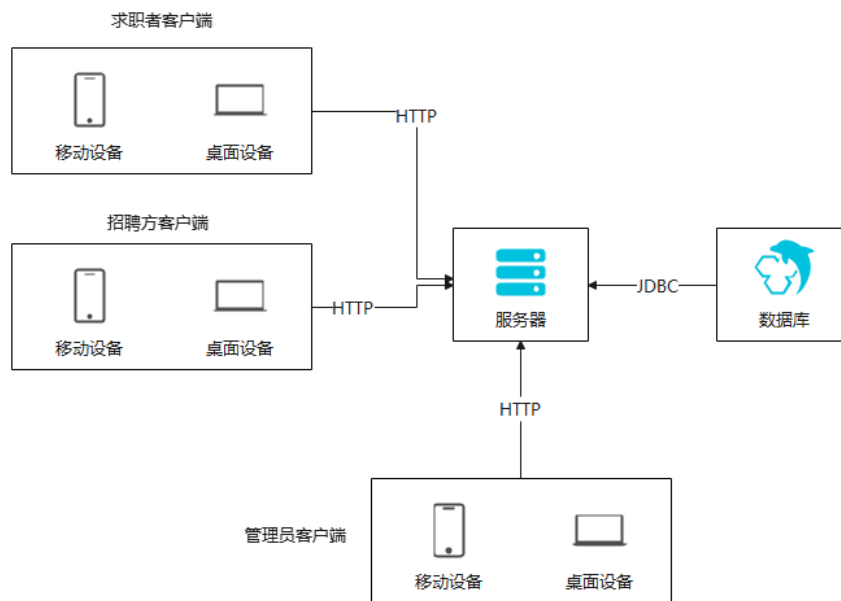 求职者客户端
移动设备
桌面设备
HTTP
招聘方客户端
移动设备
桌面设备
HTTP
服务器
JDBC
数据库
HTTP
管理员客户端
移动设备
桌面设备